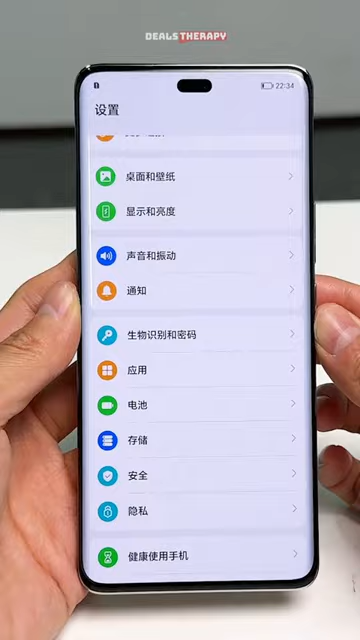 DEALS THERAPY
22:34
设置
桌面和壁纸
显示和亮度
声音和振动
通知
生物识别和密码
应用
电池
存储
安全
隐私
健康使用手机